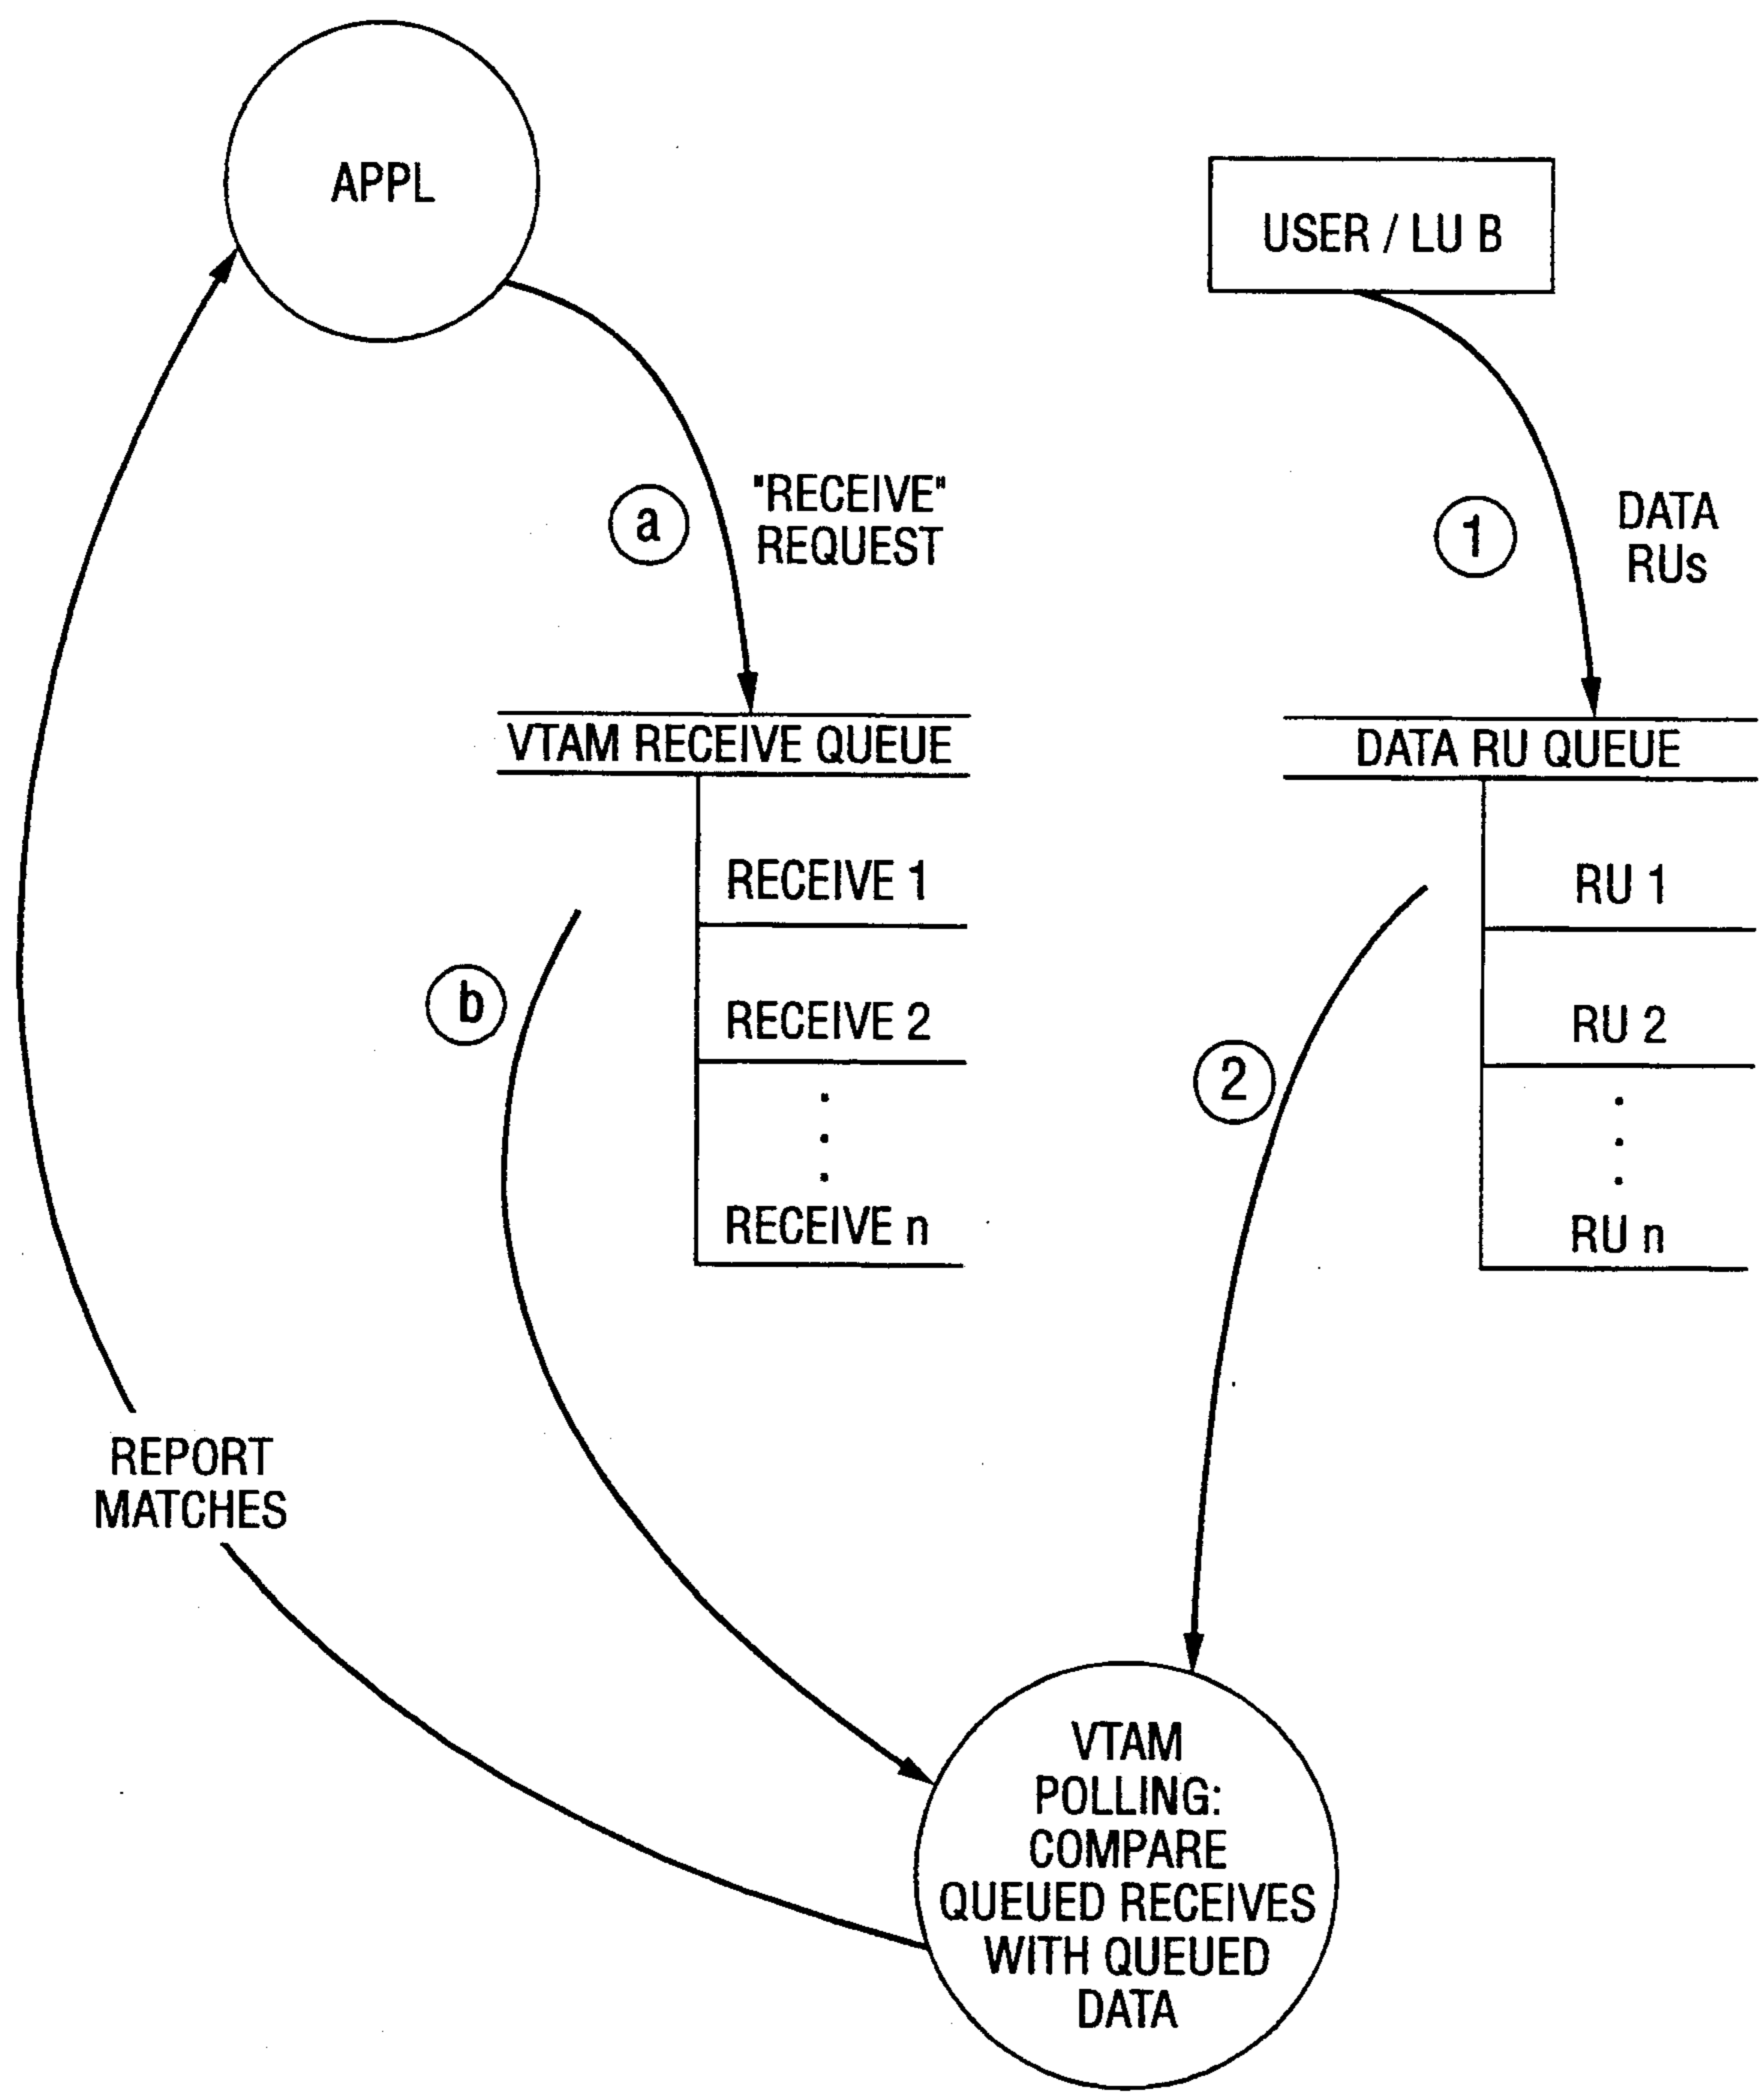 APPL
USER / LU B
"RECEIVE"
REQUEST
a
1
DATA
RUs
VTAM RECEIVE QUEUE
RECEIVE 1
RECEIVE 2
.
.
.
RECEIVE n
DATA RU QUEUE
RU 1
RU 2
.
.
.
RU n
b
2
REPORT
MATCHES
VTAM
POLLING:
COMPARE
QUEUED RECEIVES
WITH QUEUED
DATA